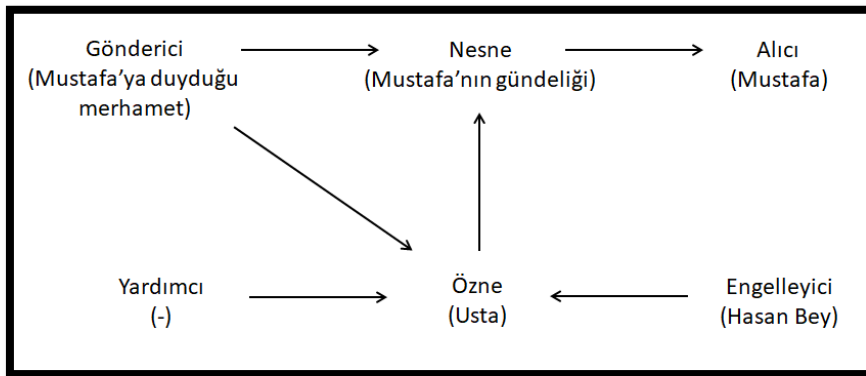 Gönderici
(Mustafa’ya duyduğu
merhamet)
Nesne
(Mustafa’nın gündeliği)
Alıcı
(Mustafa)
Yardımcı
(-)
Özne
(Usta)
Engelleyici
(Hasan Bey)